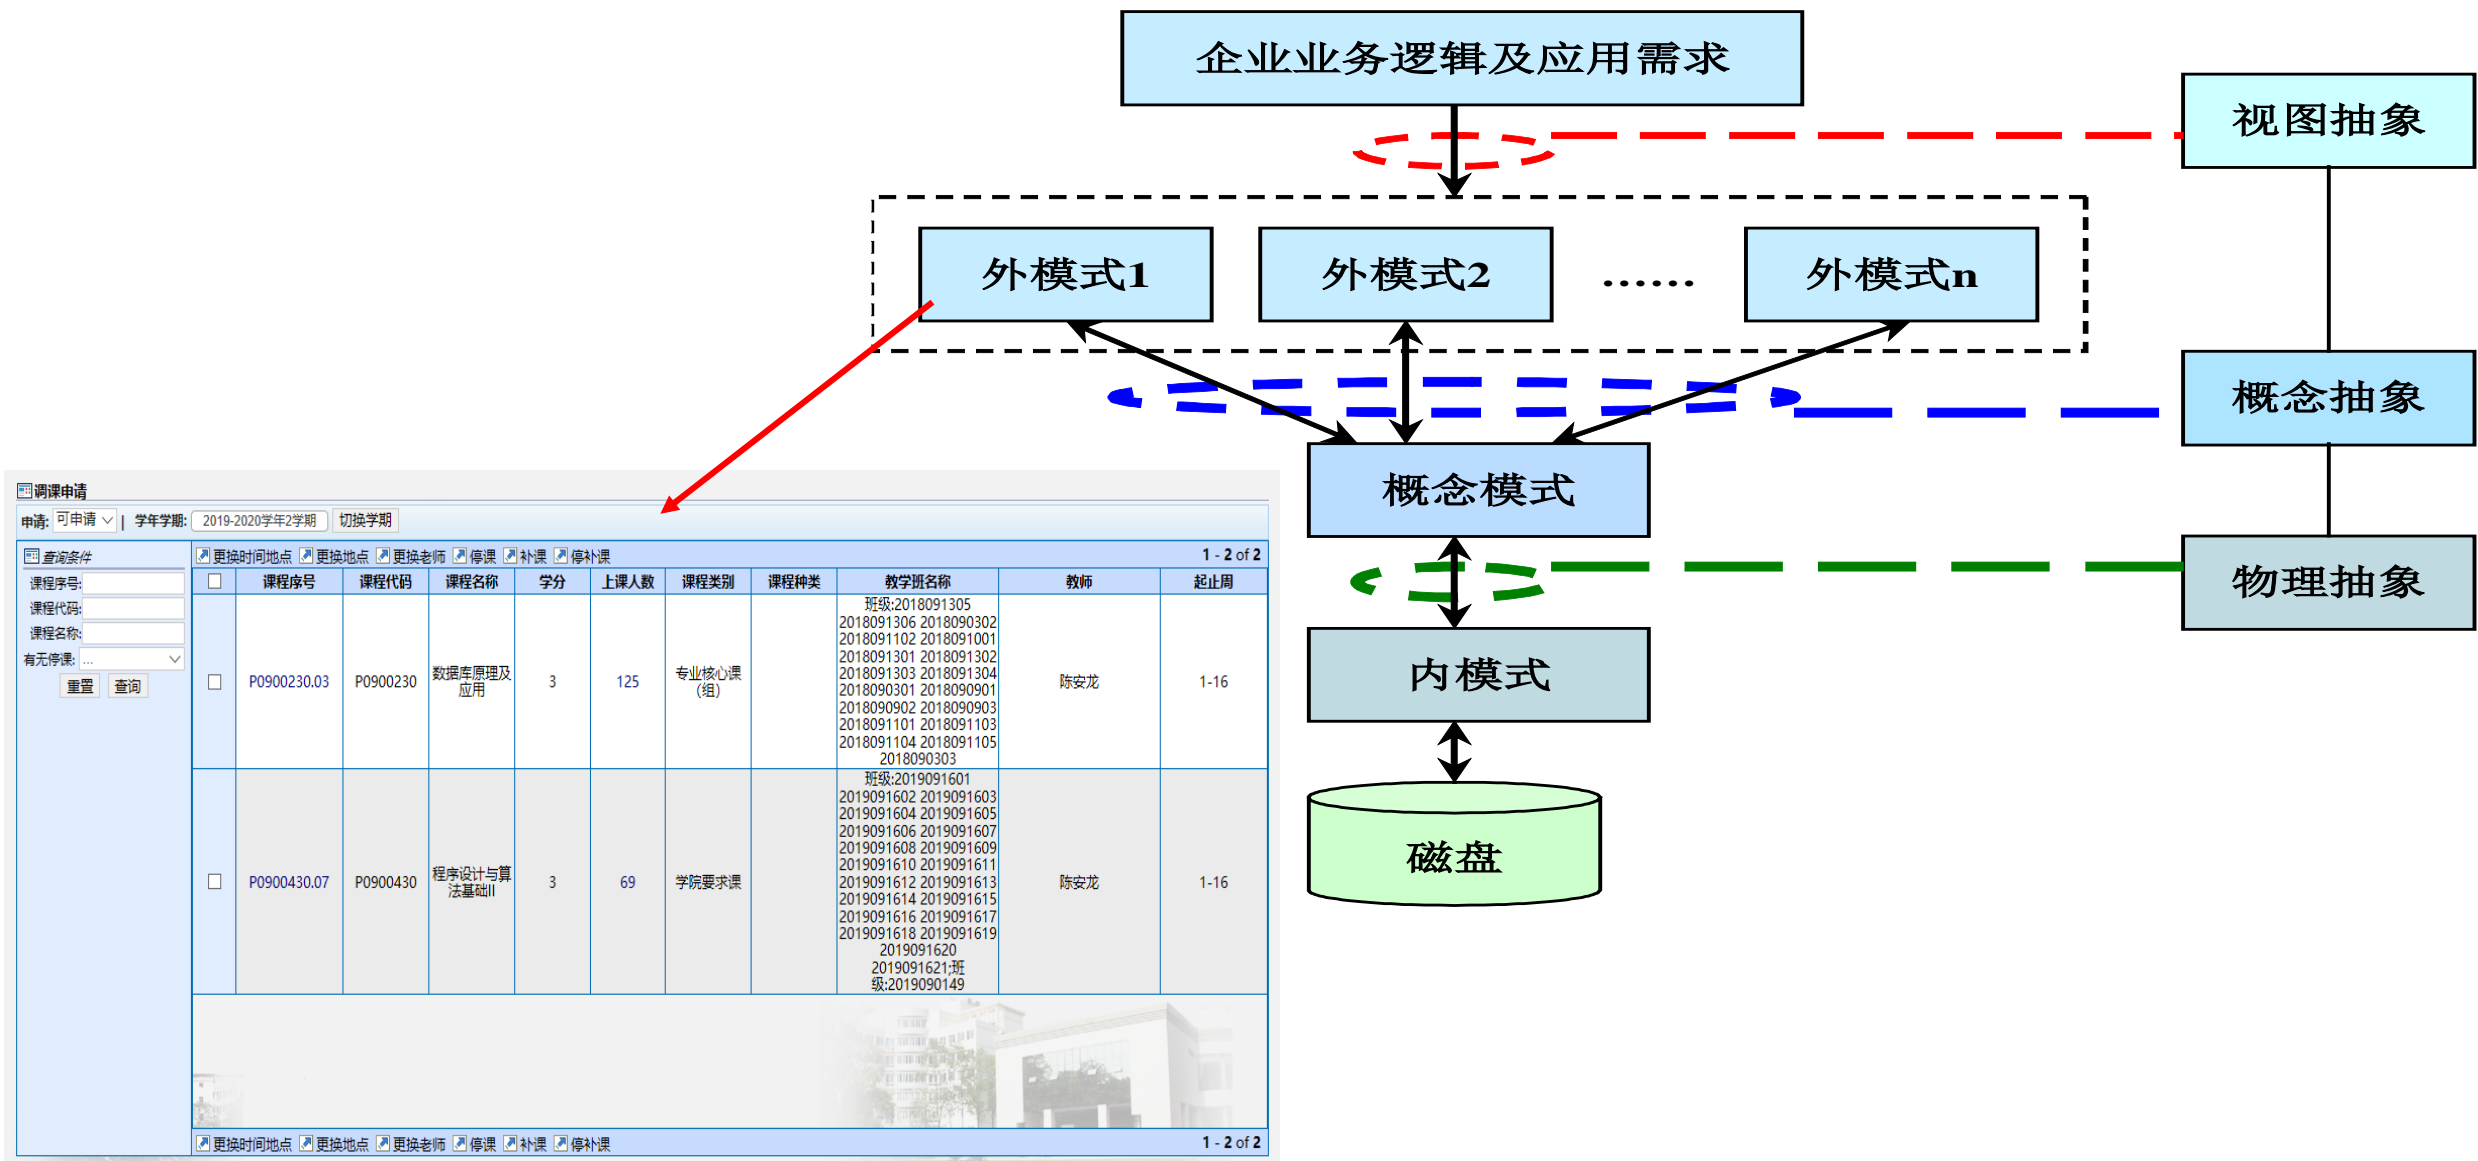 企业业务逻辑及应用需求
视图抽象
外模式1
外模式2
……
外模式n
概念抽象
概念模式
物理抽象
内模式
磁盘
调课申请
申请: 可申请 | 学年学期: 2019-2020学年2学期 切换学期
查询条件
课程序号:
课程代码:
课程名称:
有无停课: ...
重置 查询
更换时间地点 更换地点 更换老师 停课 补课 停补课 1 - 2 of 2
课程序号 课程代码 课程名称 学分 上课人数 课程类别 课程种类 教学班名称 教师 起止周
P0900230.03 P0900230 数据库原理及
应用 3 125 专业核心课
(组)
班级:2018091305
2018091306 2018090302
2018091102 2018091001
2018091301 2018091302
2018091303 2018091304
2018090301 2018090901
2018090902 2018090903
2018091101 2018091103
2018091104 2018091105
2018090303
陈安龙 1-16
P0900430.07 P0900430 程序设计与算
法基础II 3 69 学院要求课
班级:2019091601
2019091602 2019091603
2019091604 2019091605
2019091606 2019091607
2019091608 2019091609
2019091610 2019091611
2019091612 2019091613
2019091614 2019091615
2019091616 2019091617
2019091618 2019091619
2019091620
2019091621;班
级:2019090149
陈安龙 1-16
更换时间地点 更换地点 更换老师 停课 补课 停补课 1 - 2 of 2